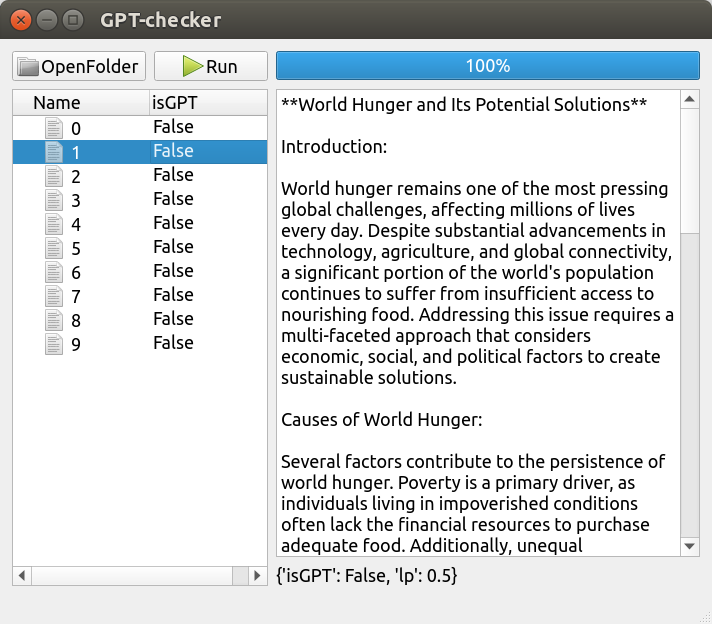 GPT-checker
OpenFolder Run 100%
Name isGPT
0 False
1 False
2 False
3 False
4 False
5 False
6 False
7 False
8 False
9 False
**World Hunger and Its Potential Solutions**
Introduction:
World hunger remains one of the most pressing
global challenges, affecting millions of lives
every day. Despite substantial advancements in
technology, agriculture, and global connectivity,
a significant portion of the world's population
continues to suffer from insufficient access to
nourishing food. Addressing this issue requires a
multi-faceted approach that considers
economic, social, and political factors to create
sustainable solutions.
Causes of World Hunger:
Several factors contribute to the persistence of
world hunger. Poverty is a primary driver, as
individuals living in impoverished conditions
often lack the financial resources to purchase
adequate food. Additionally, unequal
{'isGPT': False, 'lp': 0.5}